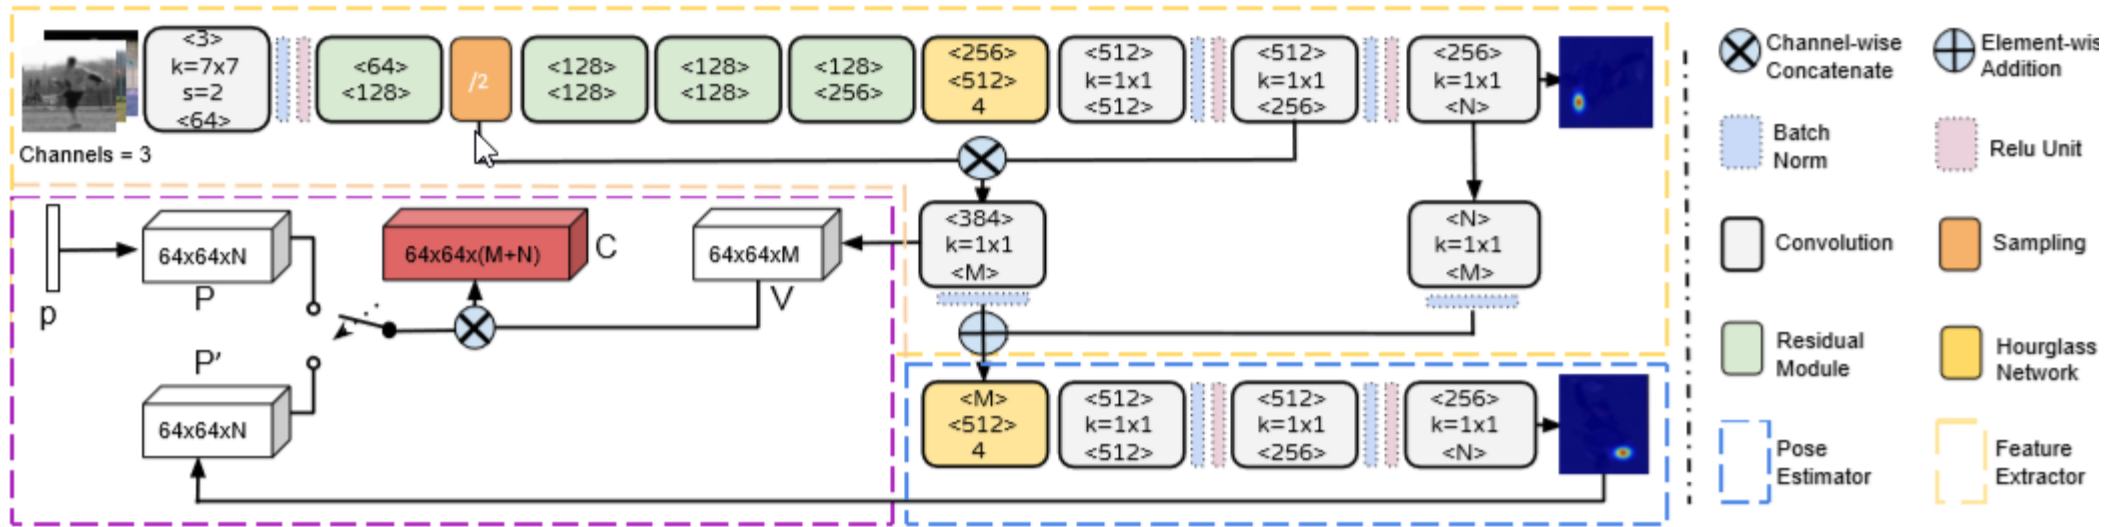 <3>
k=7x7
s=2
<64>
<64>
<128>
/2
<128>
<128>
<128>
<128>
<128>
<256>
<256>
<512>
4
<512>
k=1x1
<512>
<512>
k=1x1
<256>
<256>
k=1x1
<N>
Channels = 3
<384>
k=1x1
<M>
<N>
k=1x1
<M>
p
64x64xN
P
64x64x(M+N)
C
64x64xM
V
P'
64x64xN
<M>
<512>
4
<512>
k=1x1
<512>
<512>
k=1x1
<256>
<256>
k=1x1
<N>
Channel-wise
Concatenate
Element-wis
Addition
Batch
Norm
Relu Unit
Convolution
Sampling
Residual
Module
Hourglass
Network
Pose
Estimator
Feature
Extractor